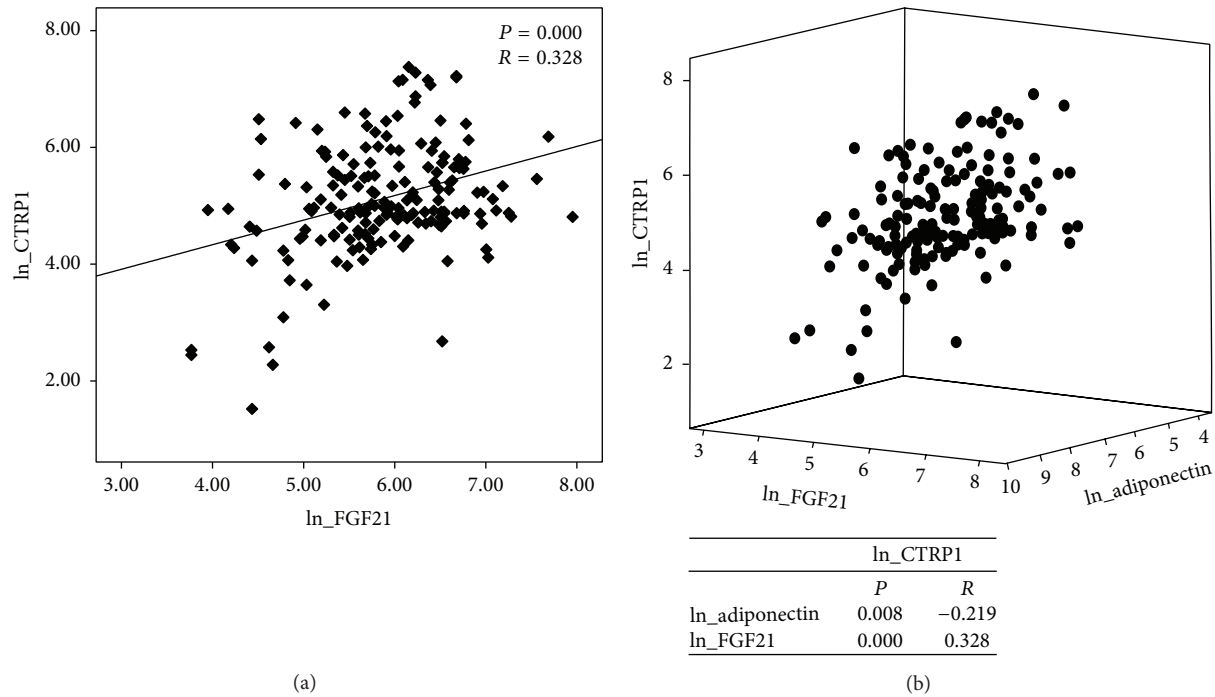 8.00
6.00
4.00
2.00
ln_CTRP1
P = 0.000
R = 0.328
3.00 4.00 5.00 6.00 7.00 8.00
ln_FGF21
(a)
8
6
4
2
ln_CTRP1
3 4 5 6 7 8
ln_FGF21
10 9 8 7 6 5 4
ln_adiponectin
ln_CTRP1
P R
ln_adiponectin 0.008 −0.219
ln_FGF21 0.000 0.328
(b)